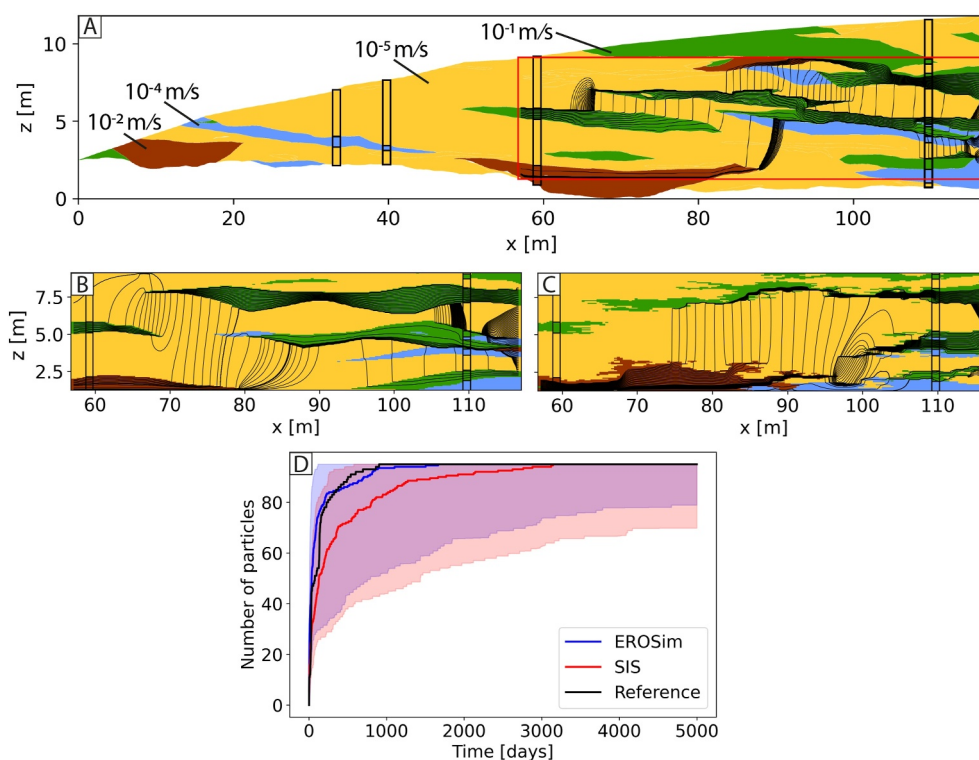 A
10⁻¹ m/s
10⁻⁵ m/s
10⁻⁴ m/s
10⁻² m/s
z [m]
10
5
0
0 20 40 60 80 100
x [m]
B
z [m]
7.5
5.0
2.5
60 70 80 90 100 110
x [m]
C
60 70 80 90 100 110
x [m]
D
Number of particles
80
60
40
20
0
EROSim
SIS
Reference
0 1000 2000 3000 4000 5000
Time [days]